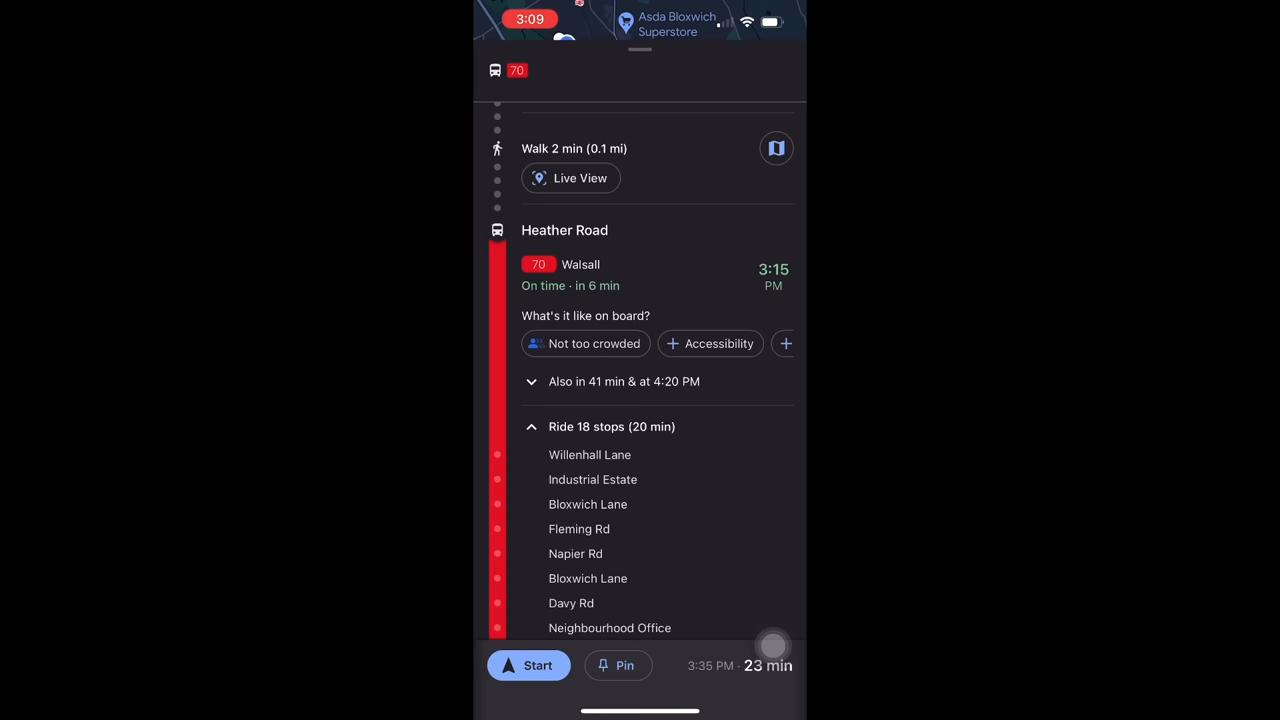 3:09
Asda Bloxwich
Superstore
70
Walk 2 min (0.1 mi)
Live View
Heather Road
70 Walsall
3:15
PM
On time · in 6 min
What's it like on board?
Not too crowded
Accessibility
Also in 41 min & at 4:20 PM
Ride 18 stops (20 min)
Willenhall Lane
Industrial Estate
Bloxwich Lane
Fleming Rd
Napier Rd
Bloxwich Lane
Davy Rd
Neighbourhood Office
Start
Pin
3:35 PM · 23 min